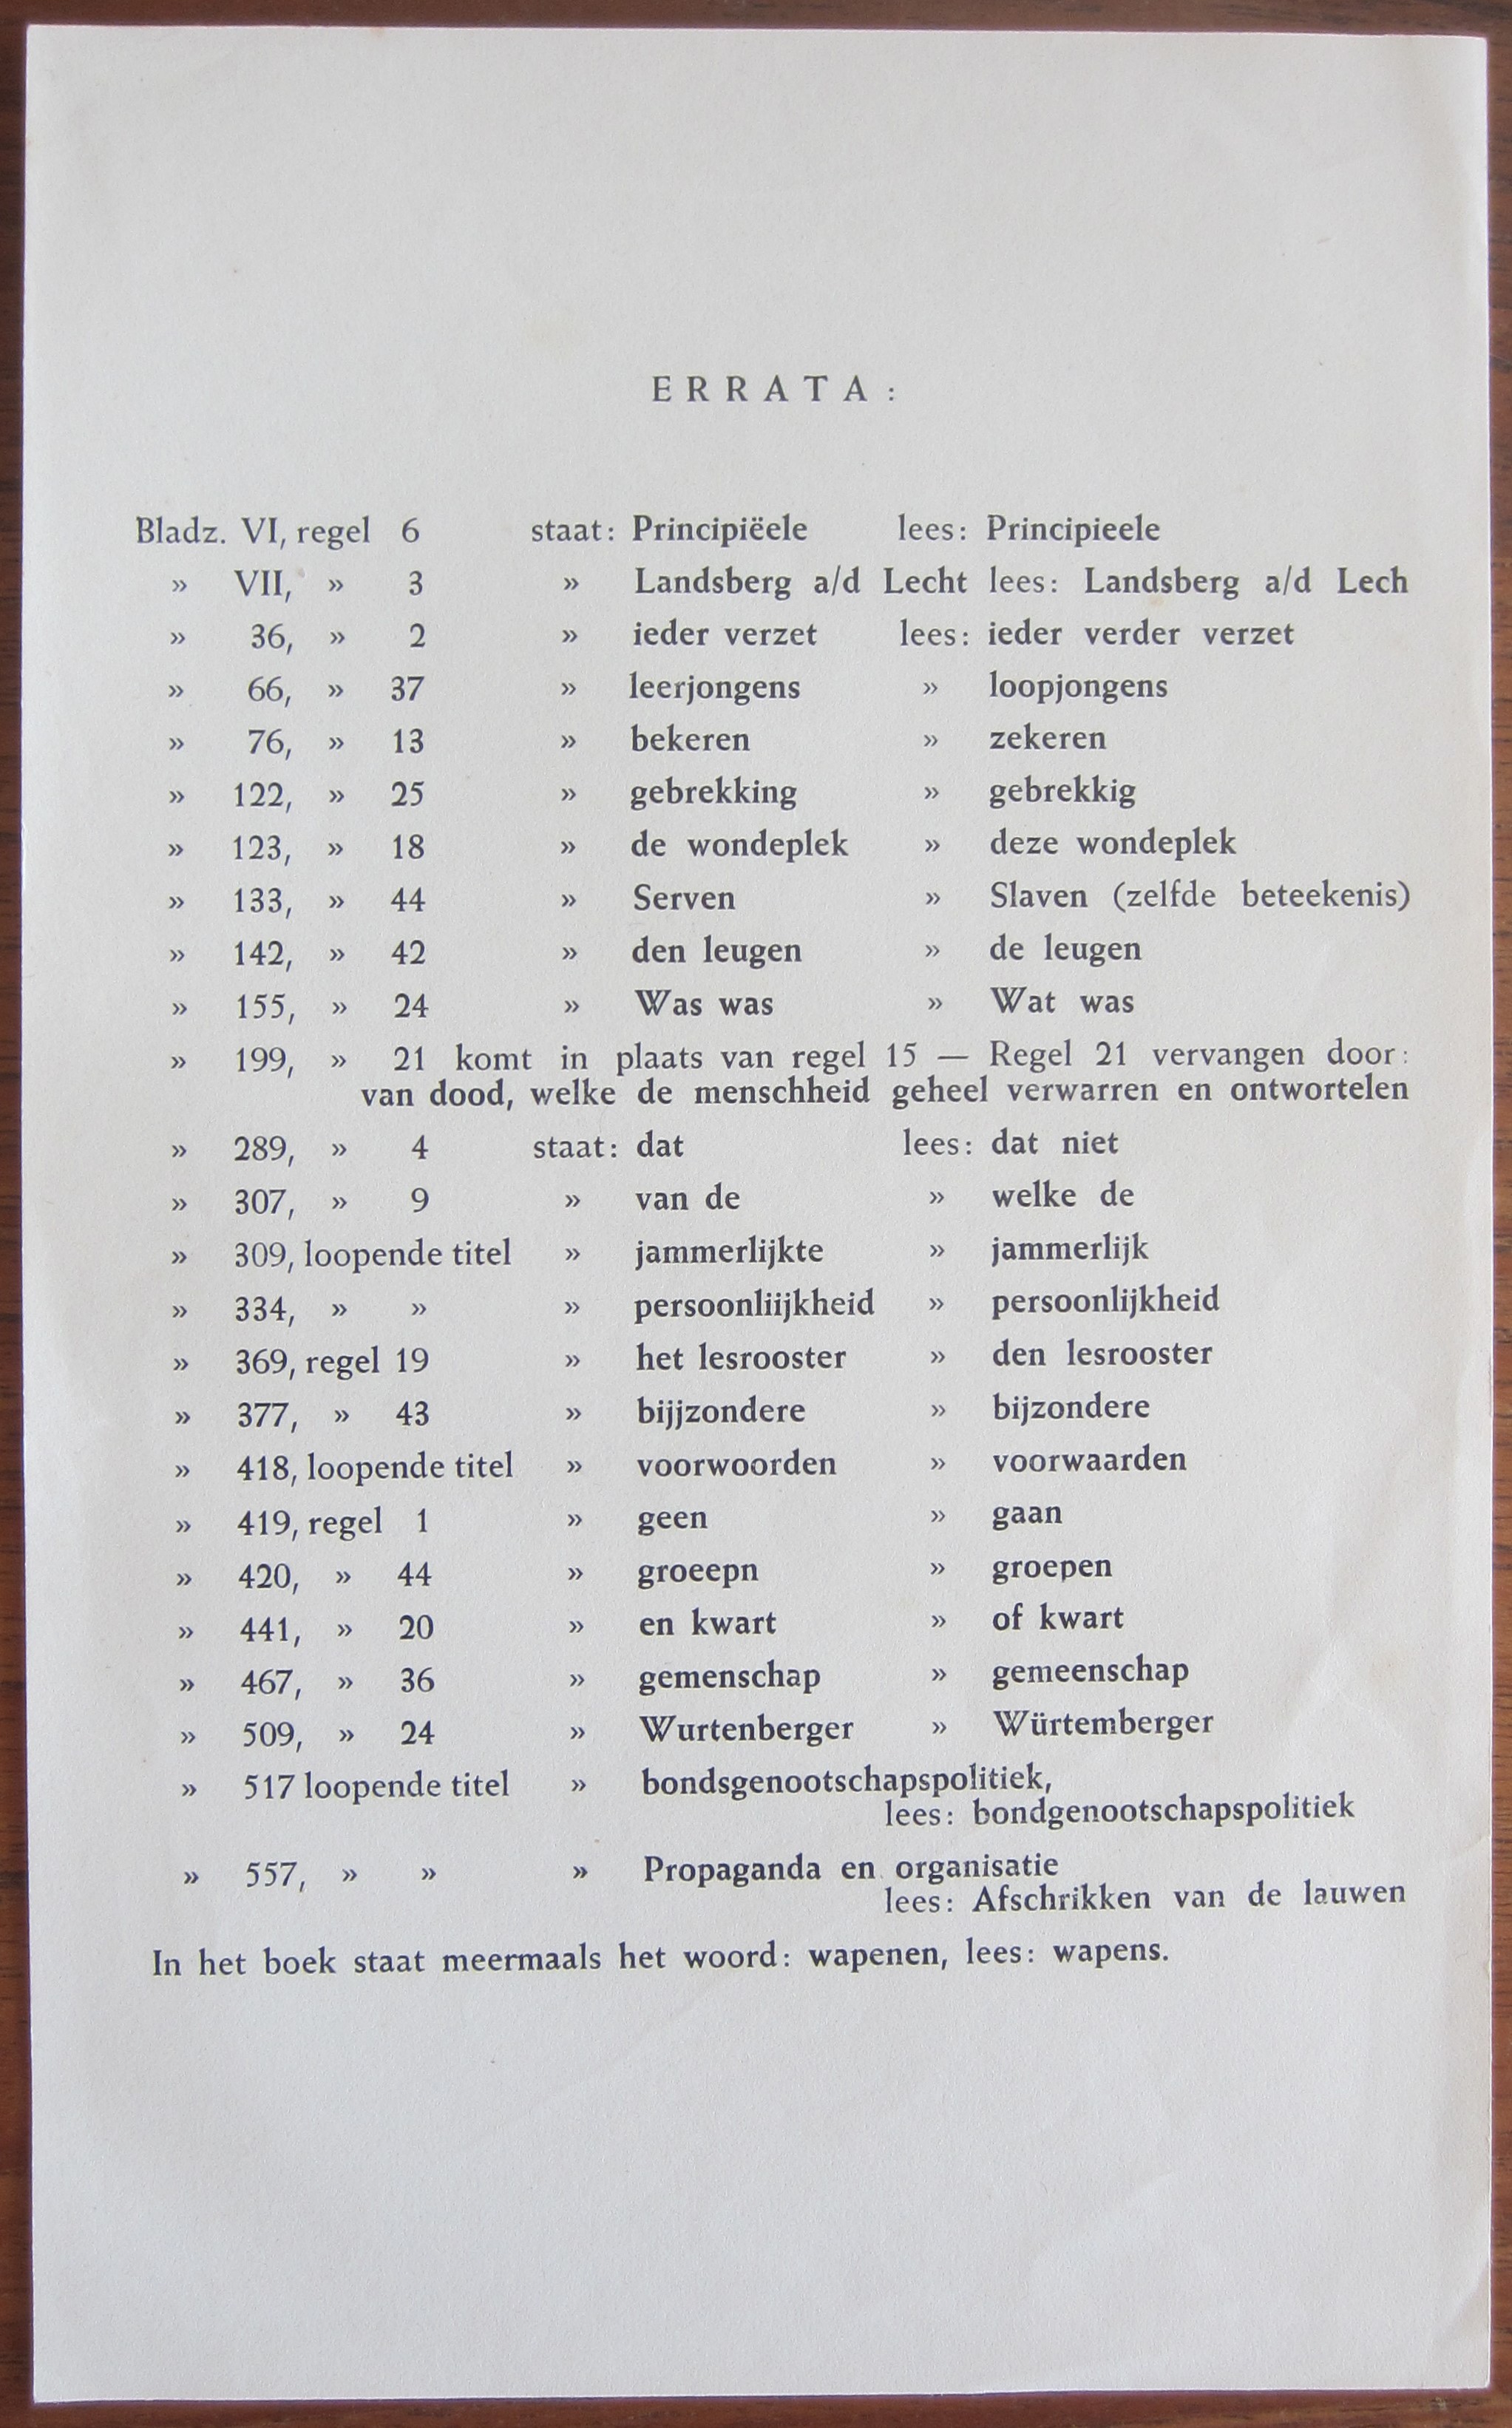 ERRATA:
Bladz. VI, regel 6 staat: Principiëele lees: Principieele
» VII, » 3 » Landsberg a/d Lecht lees: Landsberg a/d Lech
» 36, » 2 » ieder verzet lees: ieder verder verzet
» 66, » 37 » leerjongens » loopjongens
» 76, » 13 » bekeren » zekeren
» 122, » 25 » gebrekking » gebrekkig
» 123, » 18 » de wondeplek » deze wondeplek
» 133, » 44 » Serven » Slaven (zelfde beteekenis)
» 142, » 42 » den leugen » de leugen
» 155, » 24 » Was was » Wat was
» 199, » 21 komt in plaats van regel 15 — Regel 21 vervangen door:
van dood, welke de menschheid geheel verwarren en ontwortelen
» 289, » 4 staat: dat lees: dat niet
» 307, » 9 » van de » welke de
» 309, loopende titel » jammerlijkte » jammerlijk
» 334, » » » persoonliijkheid » persoonlijkheid
» 369, regel 19 » het lesrooster » den lesrooster
» 377, » 43 » bijjzondere » bijzondere
» 418, loopende titel » voorwoorden » voorwaarden
» 419, regel 1 » geen » gaan
» 420, » 44 » groeepn » groepen
» 441, » 20 » en kwart » of kwart
» 467, » 36 » gemenschap » gemeenschap
» 509, » 24 » Wurtenberger » Würtemberger
» 517 loopende titel » bondsgenootschapspolitiek,
lees: bondgenootschapspolitiek
» 557, » » » Propaganda en organisatie
lees: Afschrikken van de lauwen
In het boek staat meermaals het woord: wapenen, lees: wapens.